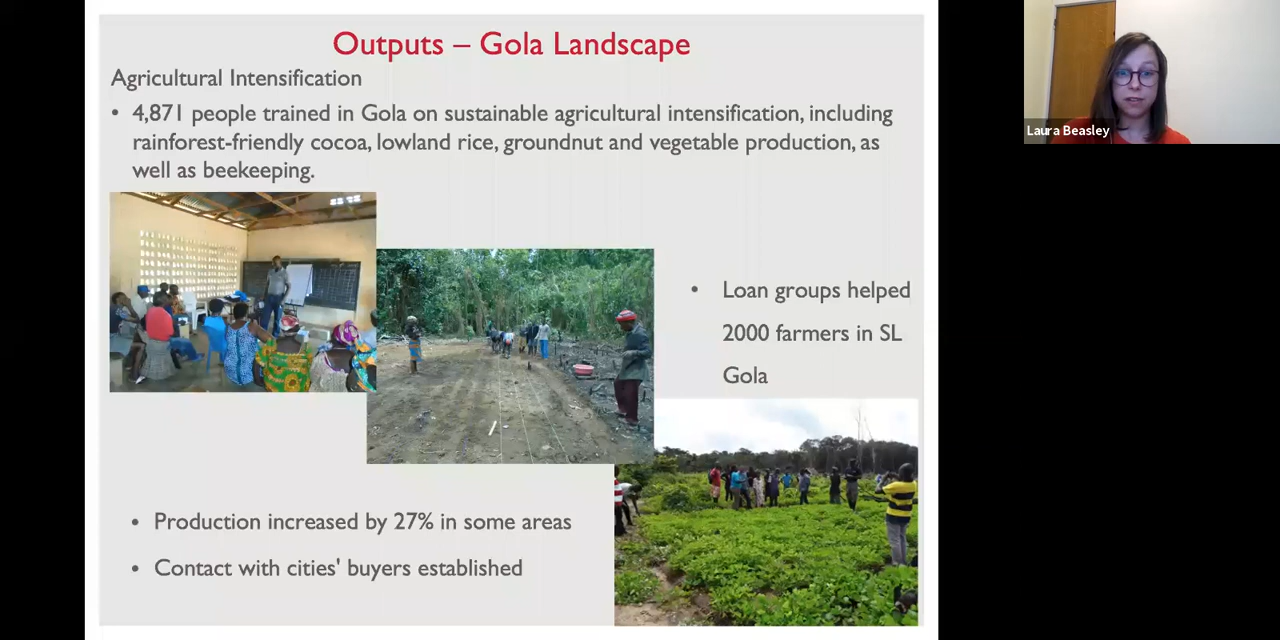 Outputs – Gola Landscape
Agricultural Intensification
• 4,871 people trained in Gola on sustainable agricultural intensification, including
rainforest-friendly cocoa, lowland rice, groundnut and vegetable production, as
well as beekeeping.
• Loan groups helped
2000 farmers in SL
Gola
• Production increased by 27% in some areas
• Contact with cities' buyers established
Laura Beasley